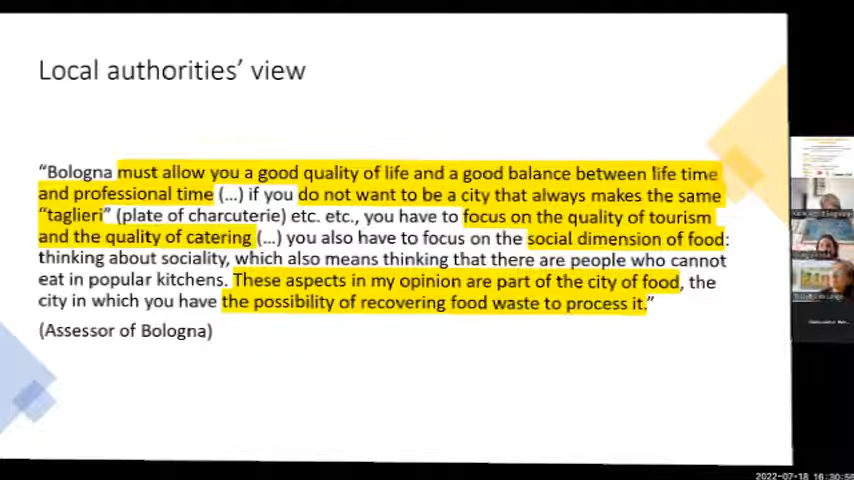 Local authorities’ view
“Bologna must allow you a good quality of life and a good balance between life time
and professional time (…) if you do not want to be a city that always makes the same
“taglieri” (plate of charcuterie) etc. etc., you have to focus on the quality of tourism
and the quality of catering (…) you also have to focus on the social dimension of food:
thinking about sociality, which also means thinking that there are people who cannot
eat in popular kitchens. These aspects in my opinion are part of the city of food, the
city in which you have the possibility of recovering food waste to process it.”
(Assessor of Bologna)
2022-07-18 16:30:56